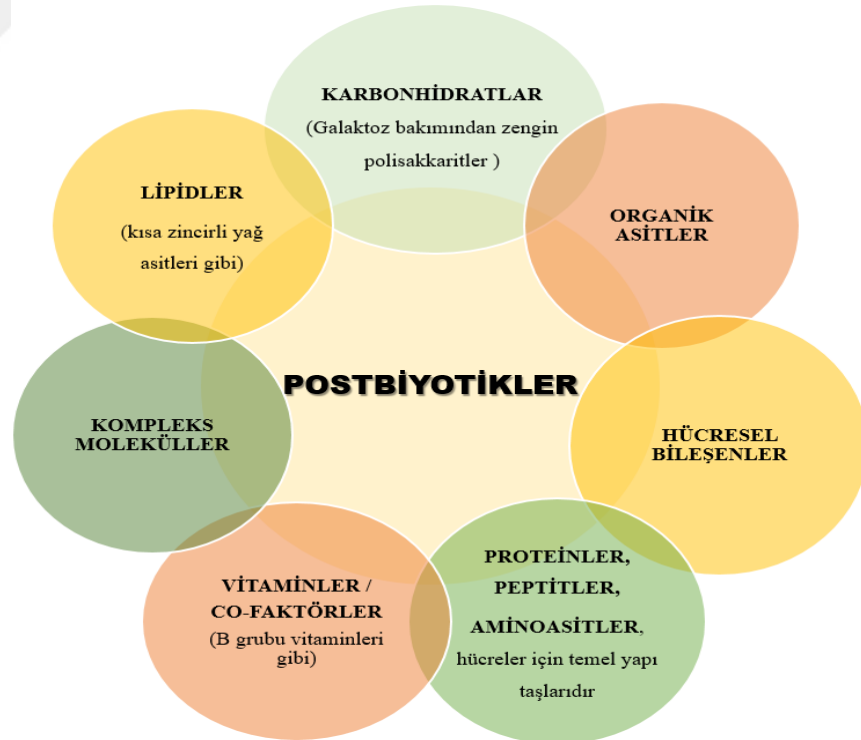 KARBONHİDRATLAR
(Galaktoz bakımından zengin
polisakkaritler )
ORGANİK
ASİTLER
HÜCRESEL
BİLEŞENLER
PROTEİNLER,
PEPTİTLER,
AMİNOASİTLER,
hücreler için temel yapı
taşlarıdır
VİTAMİNLER /
CO-FAKTÖRLER
(B grubu vitaminleri
gibi)
KOMPLEKS
MOLEKÜLLER
LİPİDLER
(kısa zincirli yağ
asitleri gibi)
POSTBİYOTİKLER